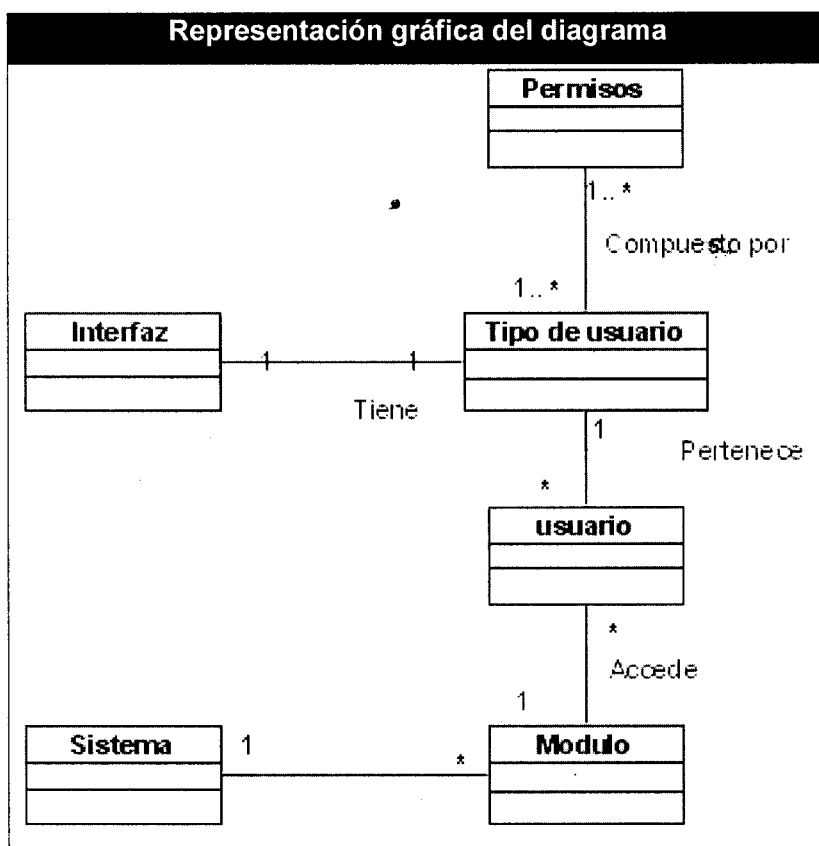 Representación gráfica del diagrama
Permisos
1..*
Compuesto por
1..*
Interfaz
Tipo de usuario
1
1
Tiene
1
Pertenece
*
usuario
*
Accede
1
Sistema
1
*
Modulo